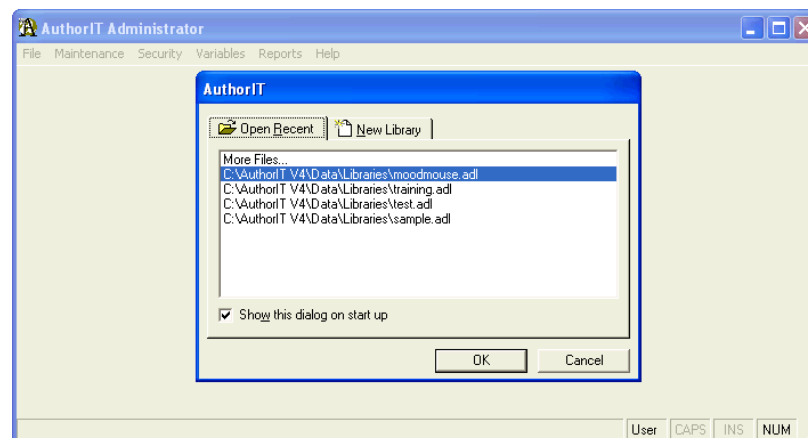 AuthorIT Administrator
File Maintenance Security Variables Reports Help
AuthorIT
Open Recent New Library
More Files...
C:\AuthorIT V4\Data\Libraries\moodmouse.adl
C:\AuthorIT V4\Data\Libraries\training.adl
C:\AuthorIT V4\Data\Libraries\test.adl
C:\AuthorIT V4\Data\Libraries\sample.adl
Show this dialog on start up
OK Cancel
User CAPS INS NUM